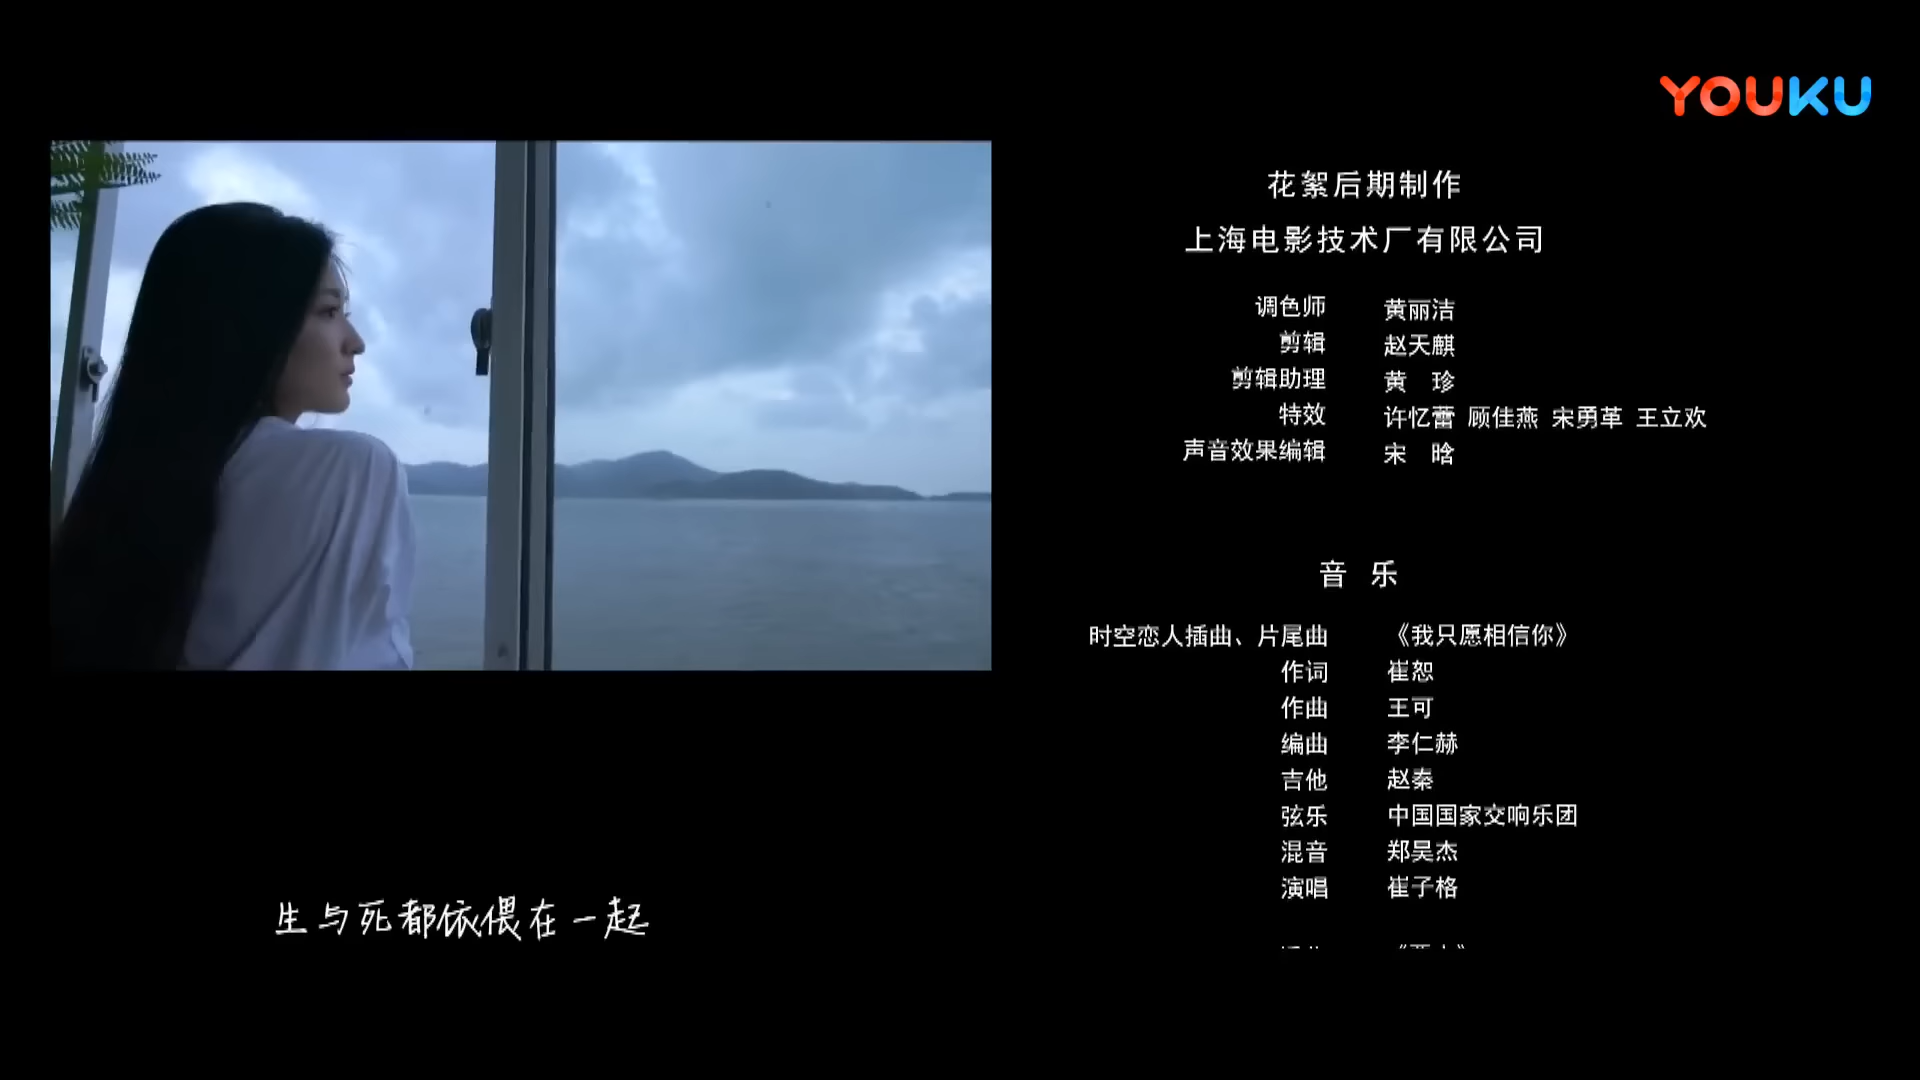 YOUKU
花絮后期制作
上海电影技术厂有限公司
调色师 黄丽洁
剪辑 赵天麒
剪辑助理 黄 珍
特效 许忆蕾 顾佳燕 宋勇革 王立欢
声音效果编辑 宋 晗
音 乐
时空恋人插曲、片尾曲 《我只愿相信你》
作词 崔恕
作曲 王可
编曲 李仁赫
吉他 赵秦
弦乐 中国国家交响乐团
混音 郑昊杰
演唱 崔子格
生与死都依偎在一起